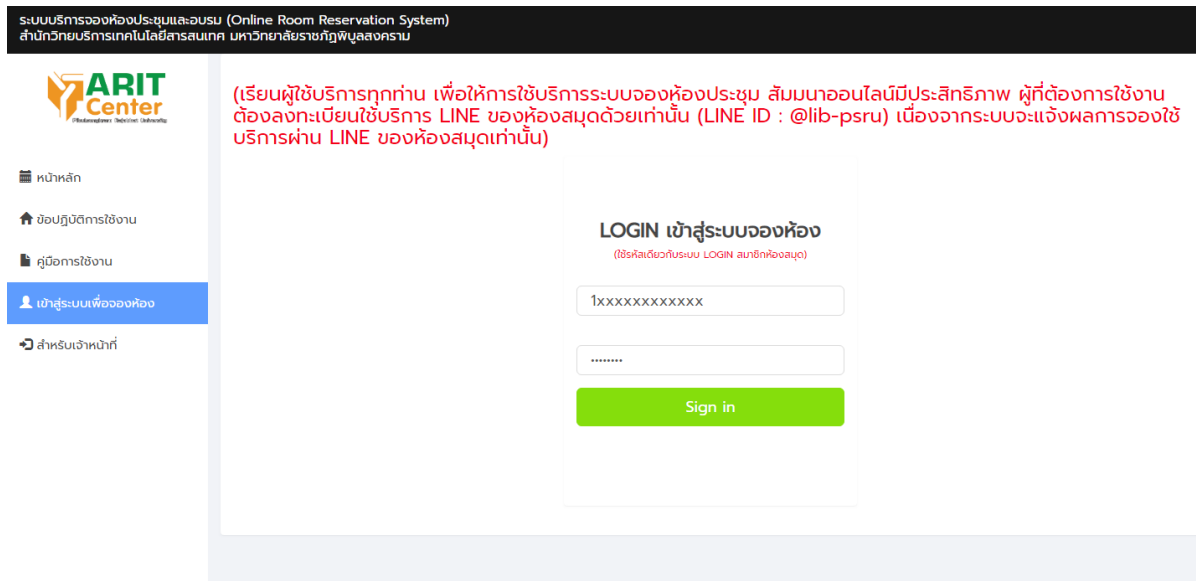 ระบบบริการจองห้องประชุมและอบรม (Online Room Reservation System)
สำนักวิทยบริการเทคโนโลยีสารสนเทศ มหาวิทยาลัยราชภัฏพิบูลสงคราม
ARIT
Center
Pibulsongkram Rajabhat University
(เรียนผู้ใช้บริการทุกท่าน เพื่อให้การใช้บริการระบบจองห้องประชุม สัมมนาออนไลน์มีประสิทธิภาพ ผู้ที่ต้องการใช้งาน
ต้องลงทะเบียนใช้บริการ LINE ของห้องสมุดด้วยเท่านั้น (LINE ID : @lib-psru) เนื่องจากระบบจะแจ้งผลการจองใช้
บริการผ่าน LINE ของห้องสมุดเท่านั้น)
หน้าหลัก
ข้อปฏิบัติการใช้งาน
คู่มือการใช้งาน
เข้าสู่ระบบเพื่อจองห้อง
สำหรับเจ้าหน้าที่
LOGIN เข้าสู่ระบบจองห้อง
(ใช้รหัสเดียวกับระบบ LOGIN สมาชิกห้องสมุด)
1xxxxxxxxxxxx
••••••••
Sign in